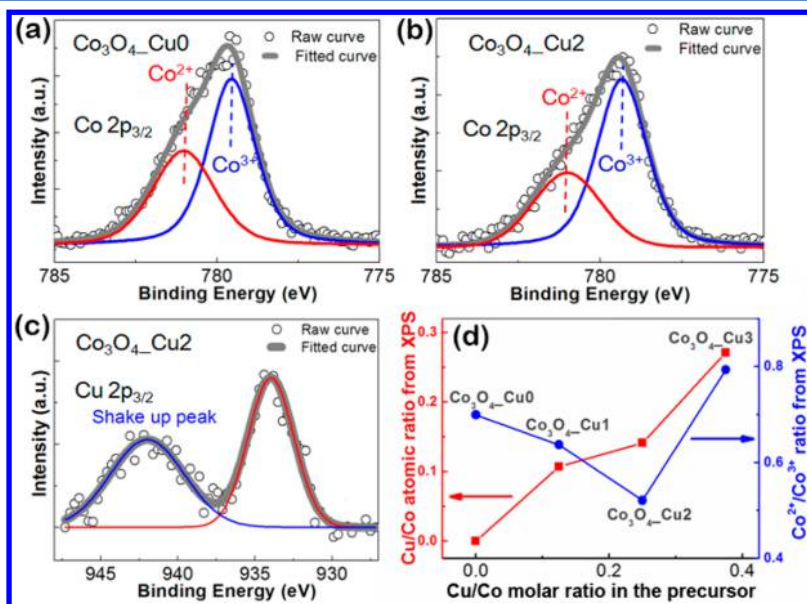 (a)
Co₃O₄_Cu0
Raw curve
Fitted curve
Co²⁺
Co 2p₃/₂
Co³⁺
Intensity (a.u.)
785 780 775
Binding Energy (eV)
(b)
Co₃O₄_Cu2
Raw curve
Fitted curve
Co²⁺
Co 2p₃/₂
Co³⁺
Intensity (a.u.)
785 780 775
Binding Energy (eV)
(c)
Co₃O₄_Cu2
Raw curve
Fitted curve
Cu 2p₃/₂
Shake up peak
Intensity (a.u.)
945 940 935 930
Binding Energy (eV)
(d)
Co₃O₄_Cu3
Co₃O₄_Cu0
Co₃O₄_Cu1
Co₃O₄_Cu2
Cu/Co atomic ratio from XPS
0.3
0.2
0.1
0.0
Co²⁺/Co³⁺ ratio from XPS
0.8
0.6
0.4
0.0 0.2 0.4
Cu/Co molar ratio in the precursor